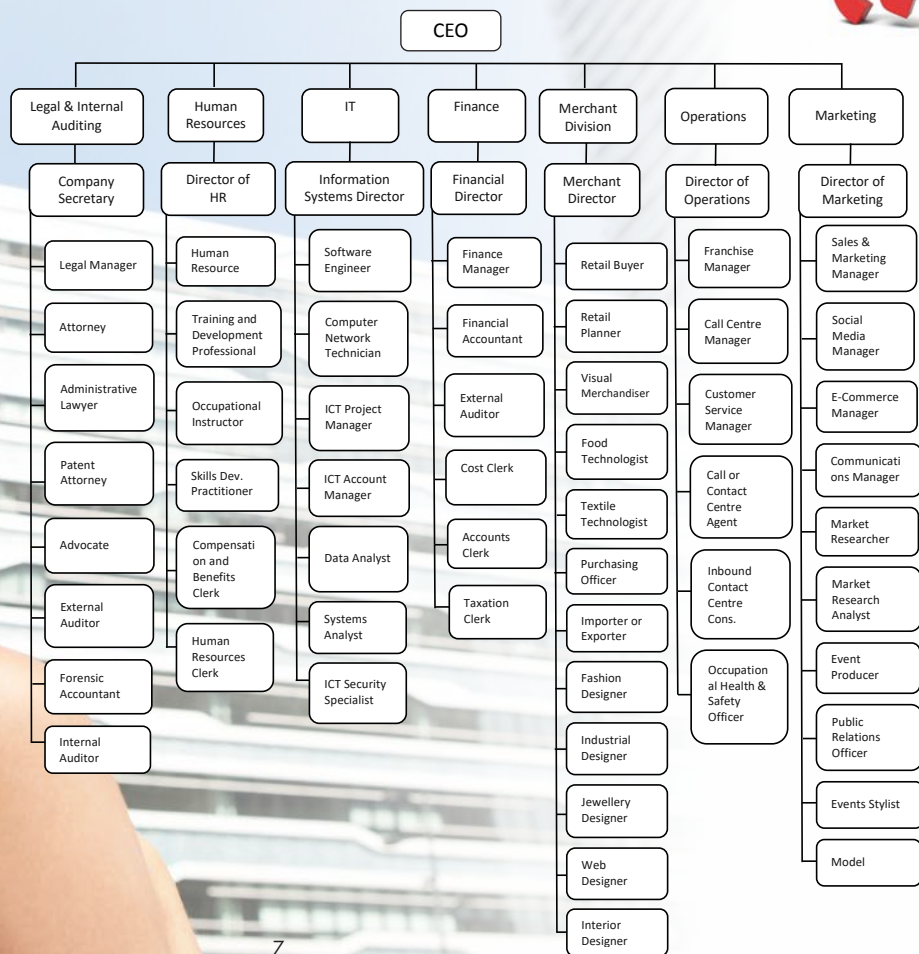 CEO
Legal & Internal
Auditing
Human
Resources
IT
Finance
Merchant
Division
Operations
Marketing
Company
Secretary
Director of
HR
Information
Systems Director
Financial
Director
Merchant
Director
Director of
Operations
Director of
Marketing
Legal Manager
Attorney
Administrative
Lawyer
Patent
Attorney
Advocate
External
Auditor
Forensic
Accountant
Internal
Auditor
Human
Resource
Training and
Development
Professional
Occupational
Instructor
Skills Dev.
Practitioner
Compensati
on and
Benefits
Clerk
Human
Resources
Clerk
Software
Engineer
Computer
Network
Technician
ICT Project
Manager
ICT Account
Manager
Data Analyst
Systems
Analyst
ICT Security
Specialist
Finance
Manager
Financial
Accountant
External
Auditor
Cost Clerk
Accounts
Clerk
Taxation
Clerk
Retail Buyer
Retail
Planner
Visual
Merchandiser
Food
Technologist
Textile
Technologist
Purchasing
Officer
Importer or
Exporter
Fashion
Designer
Industrial
Designer
Jewellery
Designer
Web
Designer
Interior
Designer
Franchise
Manager
Call Centre
Manager
Customer
Service
Manager
Call or
Contact
Centre
Agent
Inbound
Contact
Centre
Cons.
Occupation
al Health &
Safety
Officer
Sales &
Marketing
Manager
Social
Media
Manager
E-Commerce
Manager
Communicati
ons Manager
Market
Researcher
Market
Research
Analyst
Event
Producer
Public
Relations
Officer
Events Stylist
Model
7